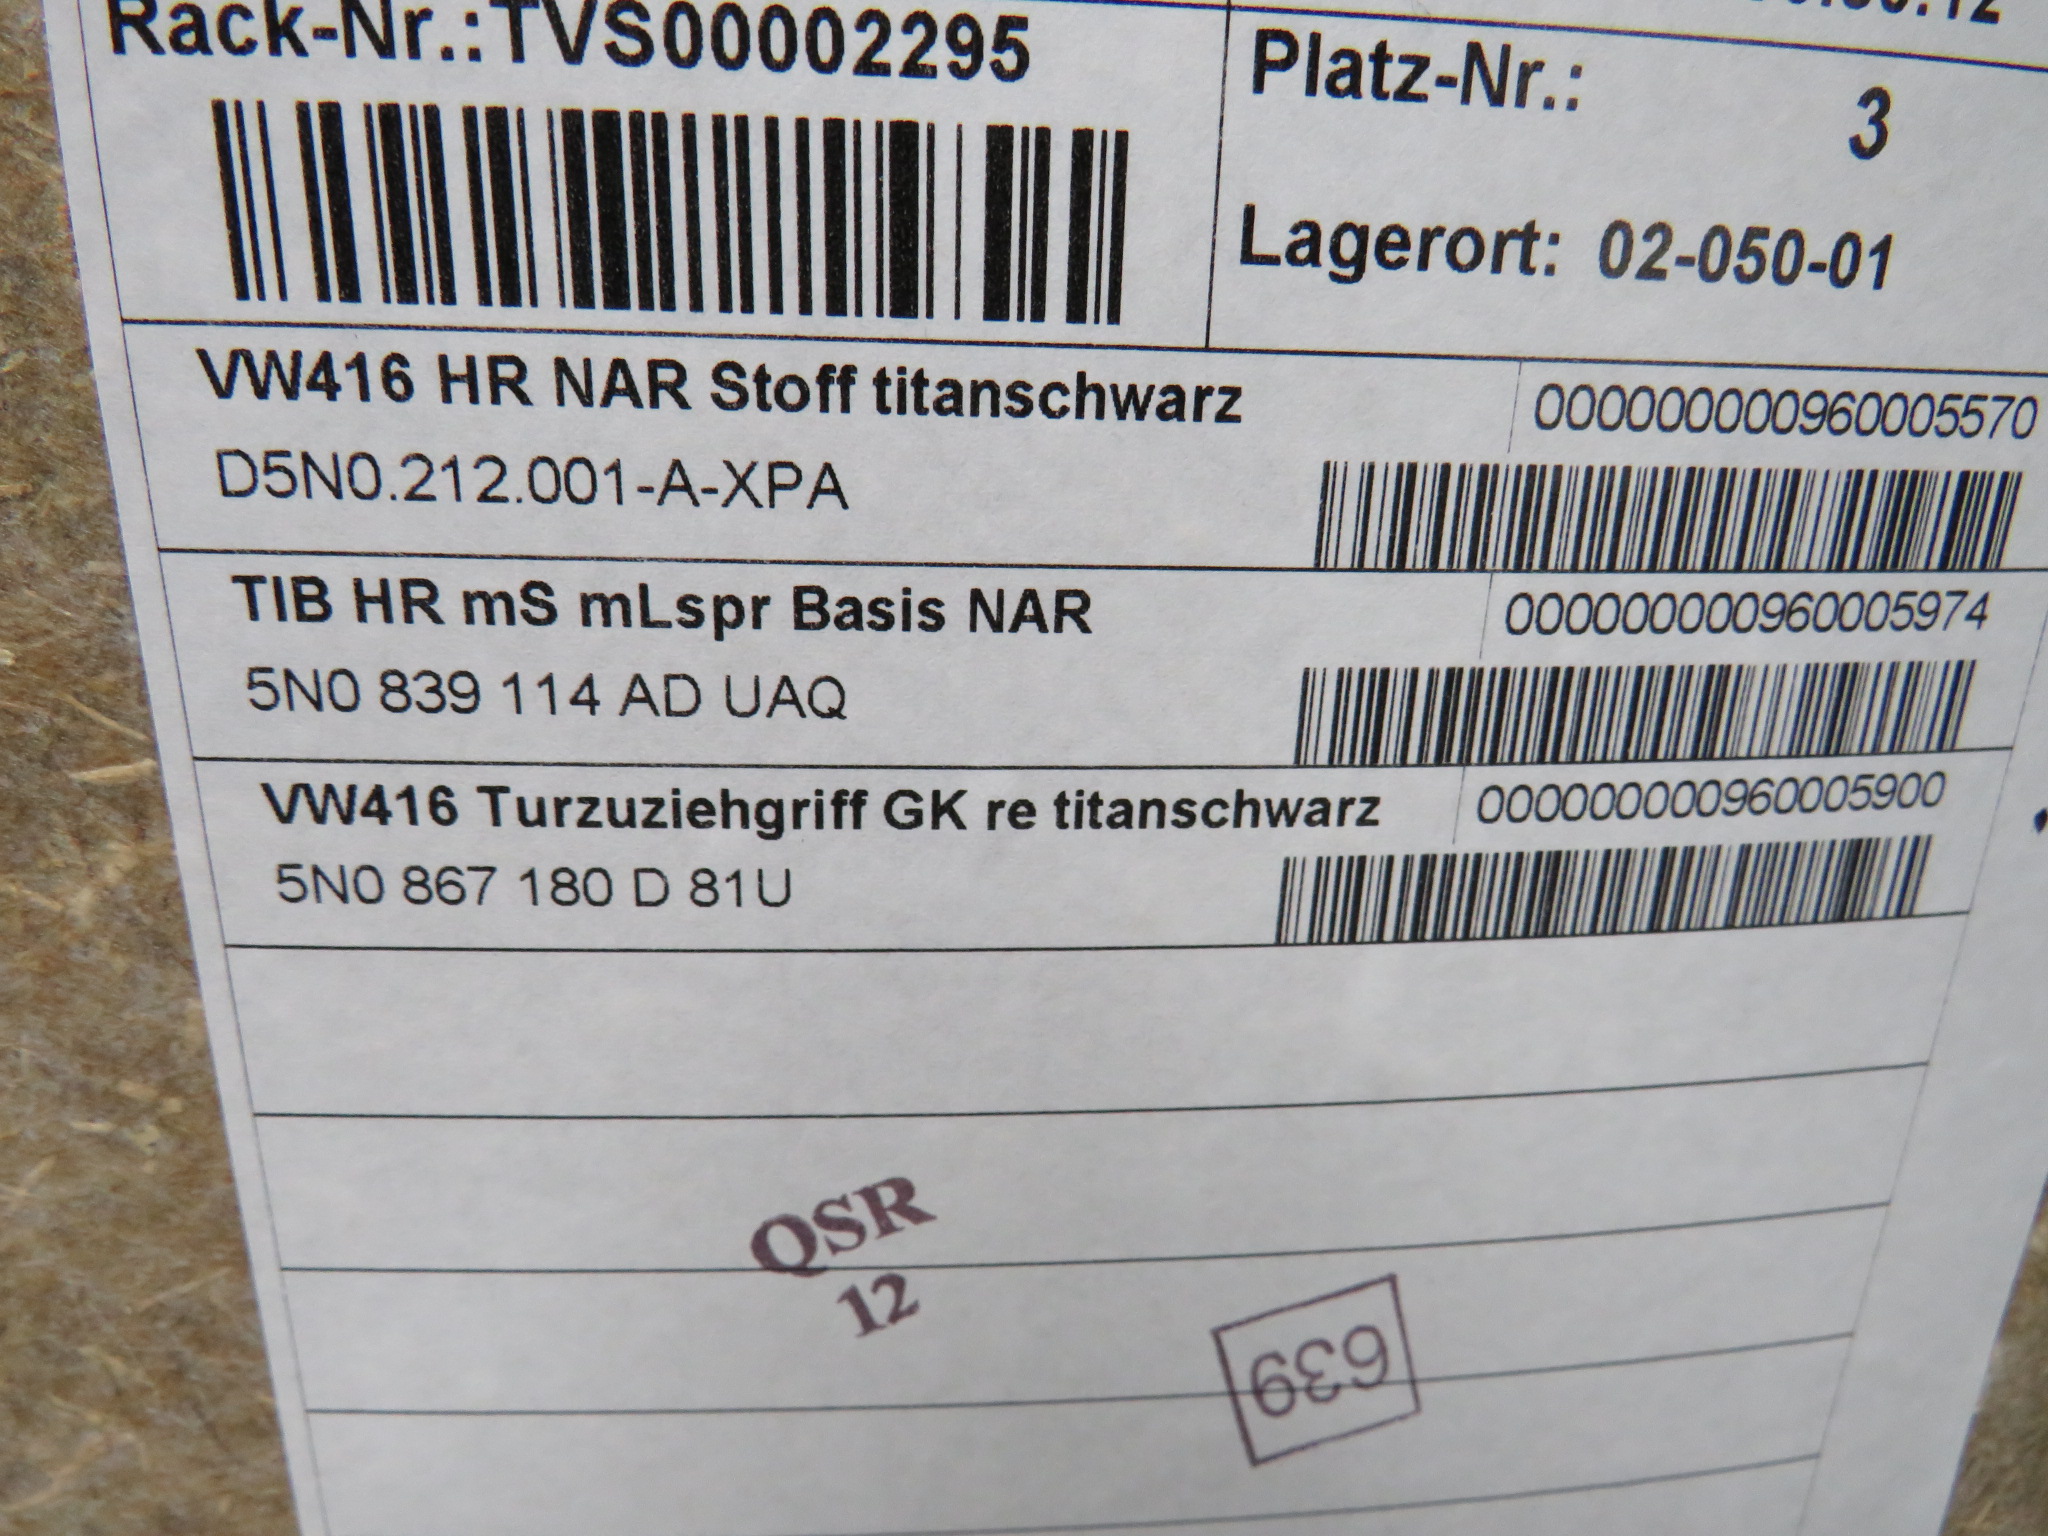 Rack-Nr.:TVS00002295
Platz-Nr.: 3
Lagerort: 02-050-01
VW416 HR NAR Stoff titanschwarz
000000000960005570
D5N0.212.001-A-XPA
TIB HR mS mLspr Basis NAR
000000000960005974
5N0 839 114 AD UAQ
VW416 Turzuziehgriff GK re titanschwarz
000000000960005900
5N0 867 180 D 81U
QSR
12
639